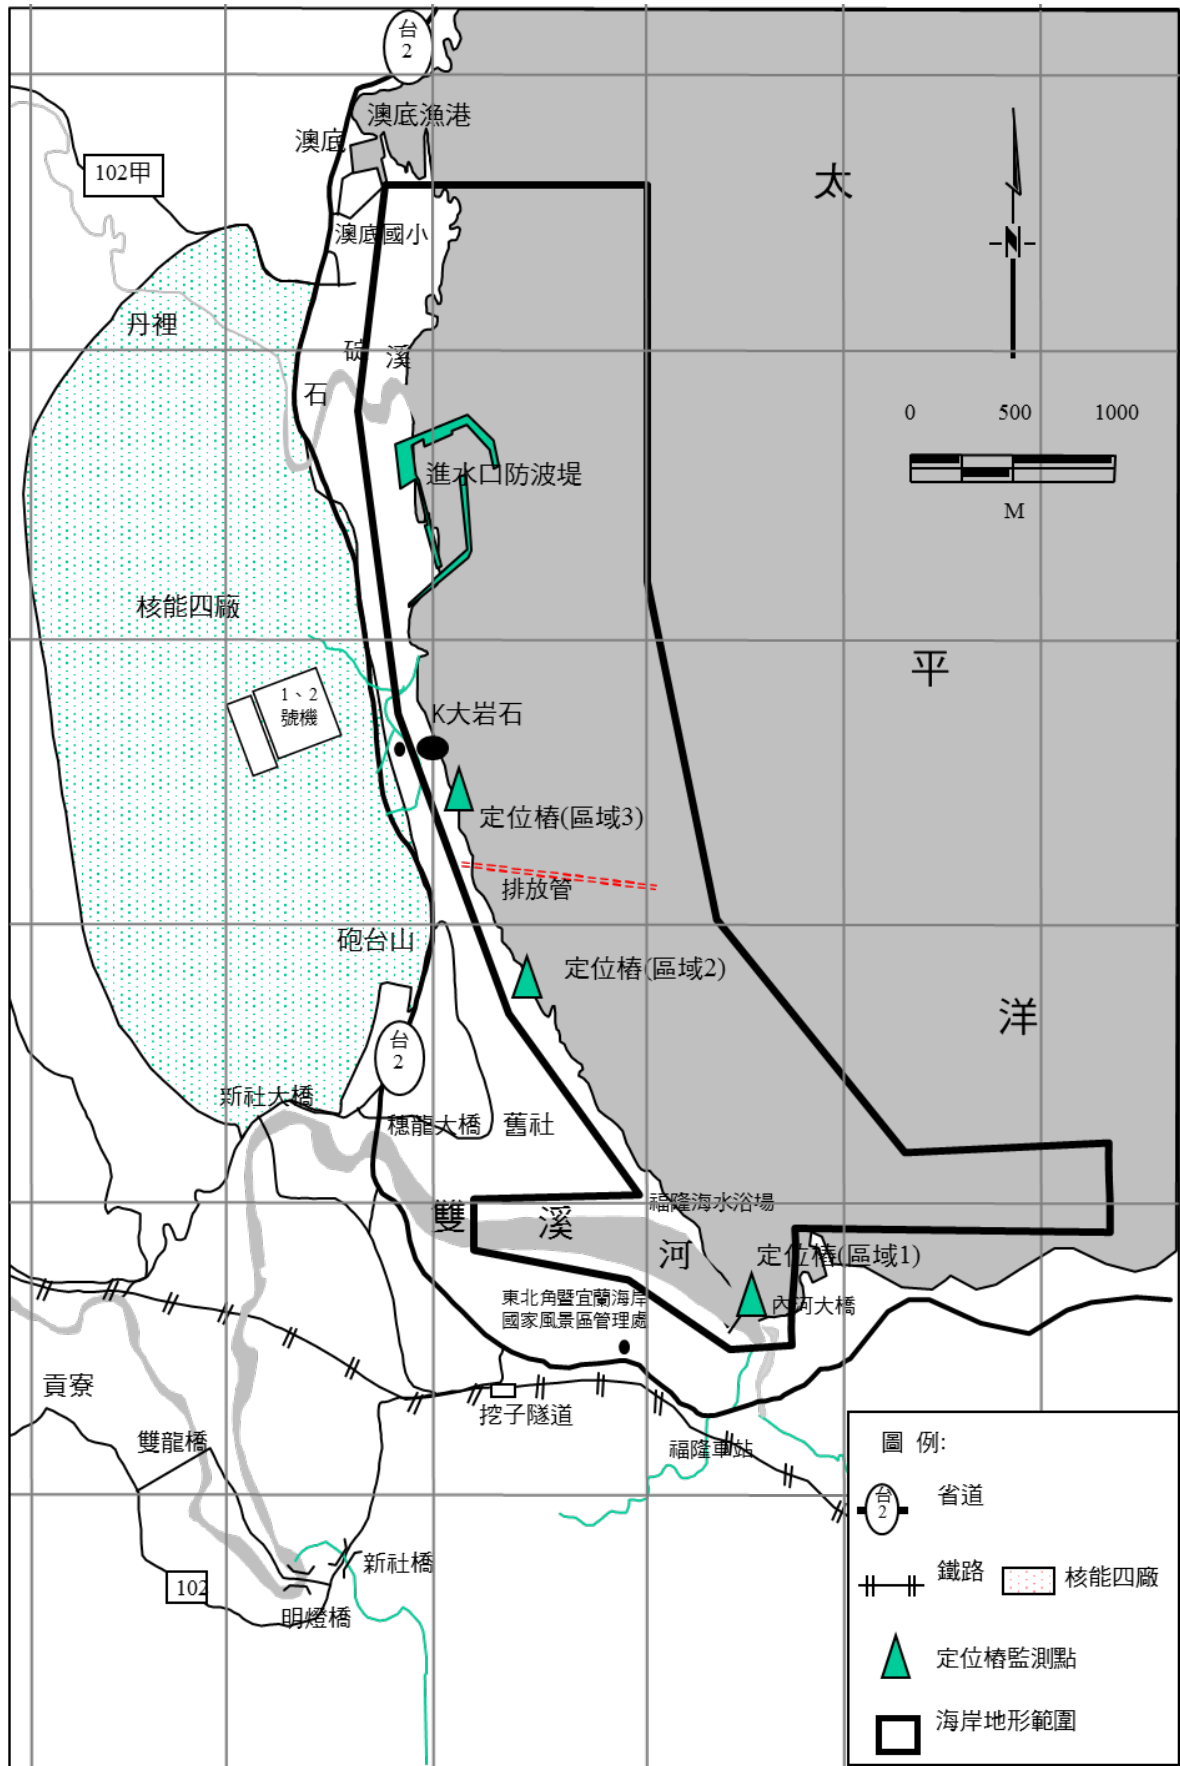 台
2
澳底漁港
澳底
102甲
太
澳底國小
N
丹裡
碇
溪
石
0 500 1000
M
進水口防波堤
核能四廠
平
1、2
號機
K大岩石
定位樁(區域3)
排放管
砲台山
定位樁(區域2)
洋
台
2
新社大橋
穗龍大橋
舊社
福隆海水浴場
雙
溪
河
定位樁(區域1)
東北角暨宜蘭海岸
國家風景區管理處
內河大橋
貢寮
挖子隧道
雙龍橋
福隆車站
新社橋
102
明燈橋
圖 例:
台
2
省道
鐵路
核能四廠
定位樁監測點
海岸地形範圍